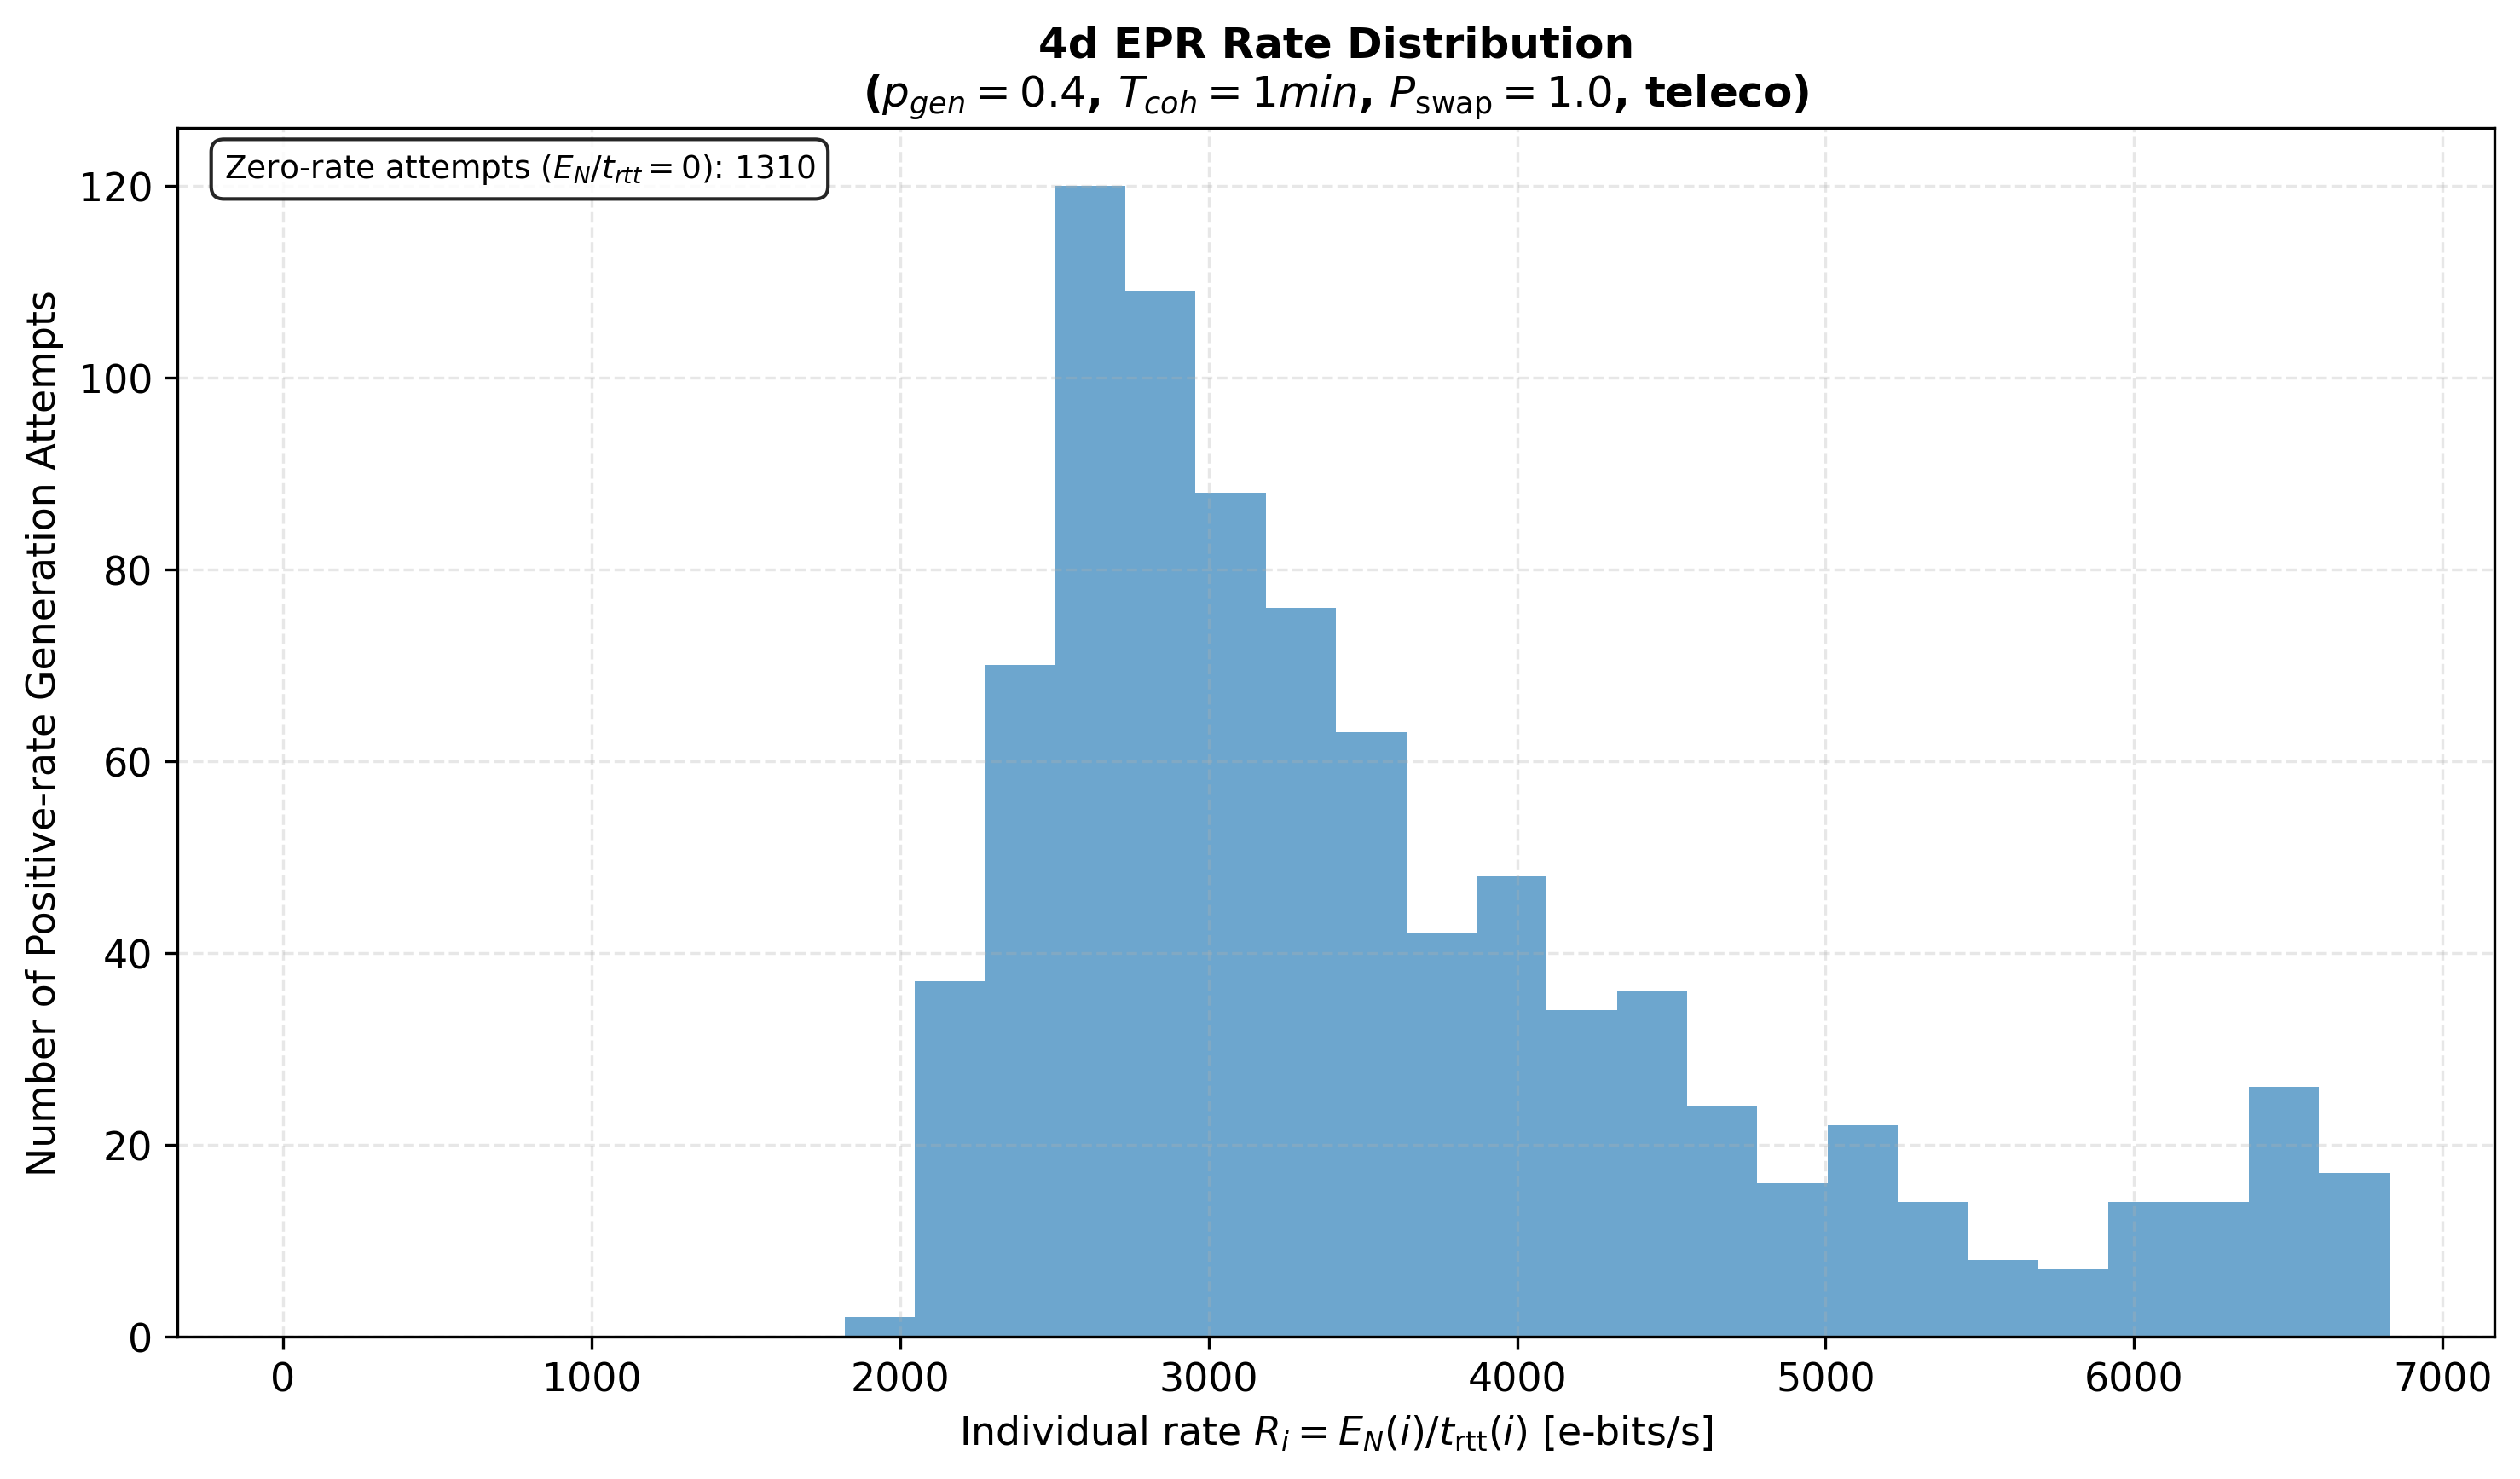 4d EPR Rate Distribution
(p_gen = 0.4, T_coh = 1min, P_swap = 1.0, teleco)
Zero-rate attempts (E_N/t_rtt = 0): 1310
Number of Positive-rate Generation Attempts
120
100
80
60
40
20
0
0 1000 2000 3000 4000 5000 6000 7000
Individual rate R_i = E_N(i)/t_rtt(i) [e-bits/s]